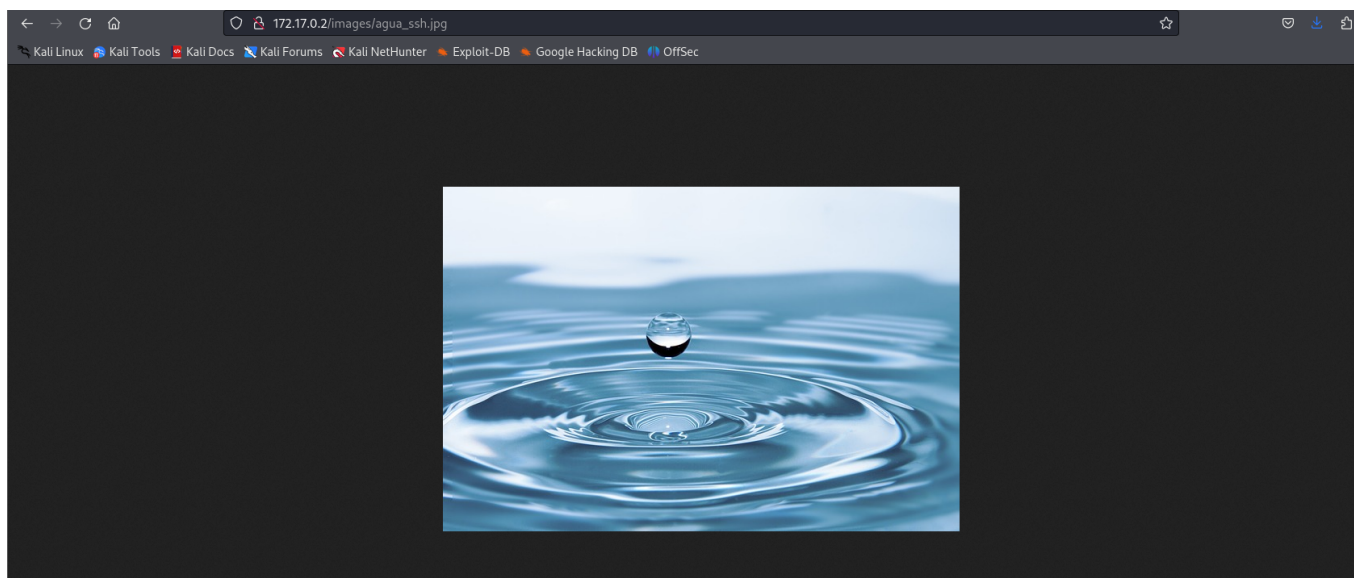 172.17.0.2/images/agua_ssh.jpg
Kali Linux Kali Tools Kali Docs Kali Forums Kali NetHunter Exploit-DB Google Hacking DB OffSec